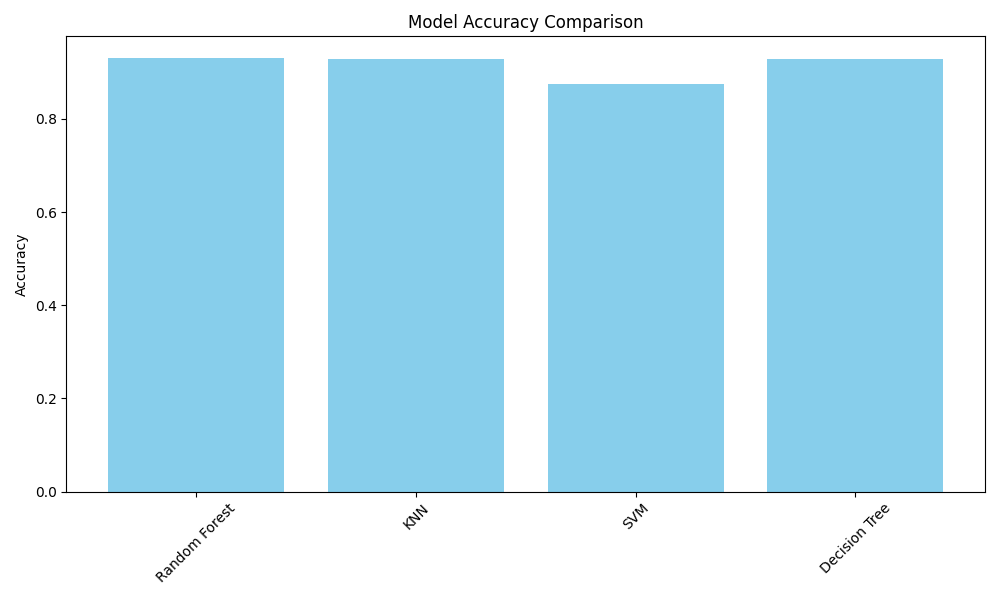 Model Accuracy Comparison
Accuracy
0.8
0.6
0.4
0.2
0.0
Random Forest
KNN
SVM
Decision Tree